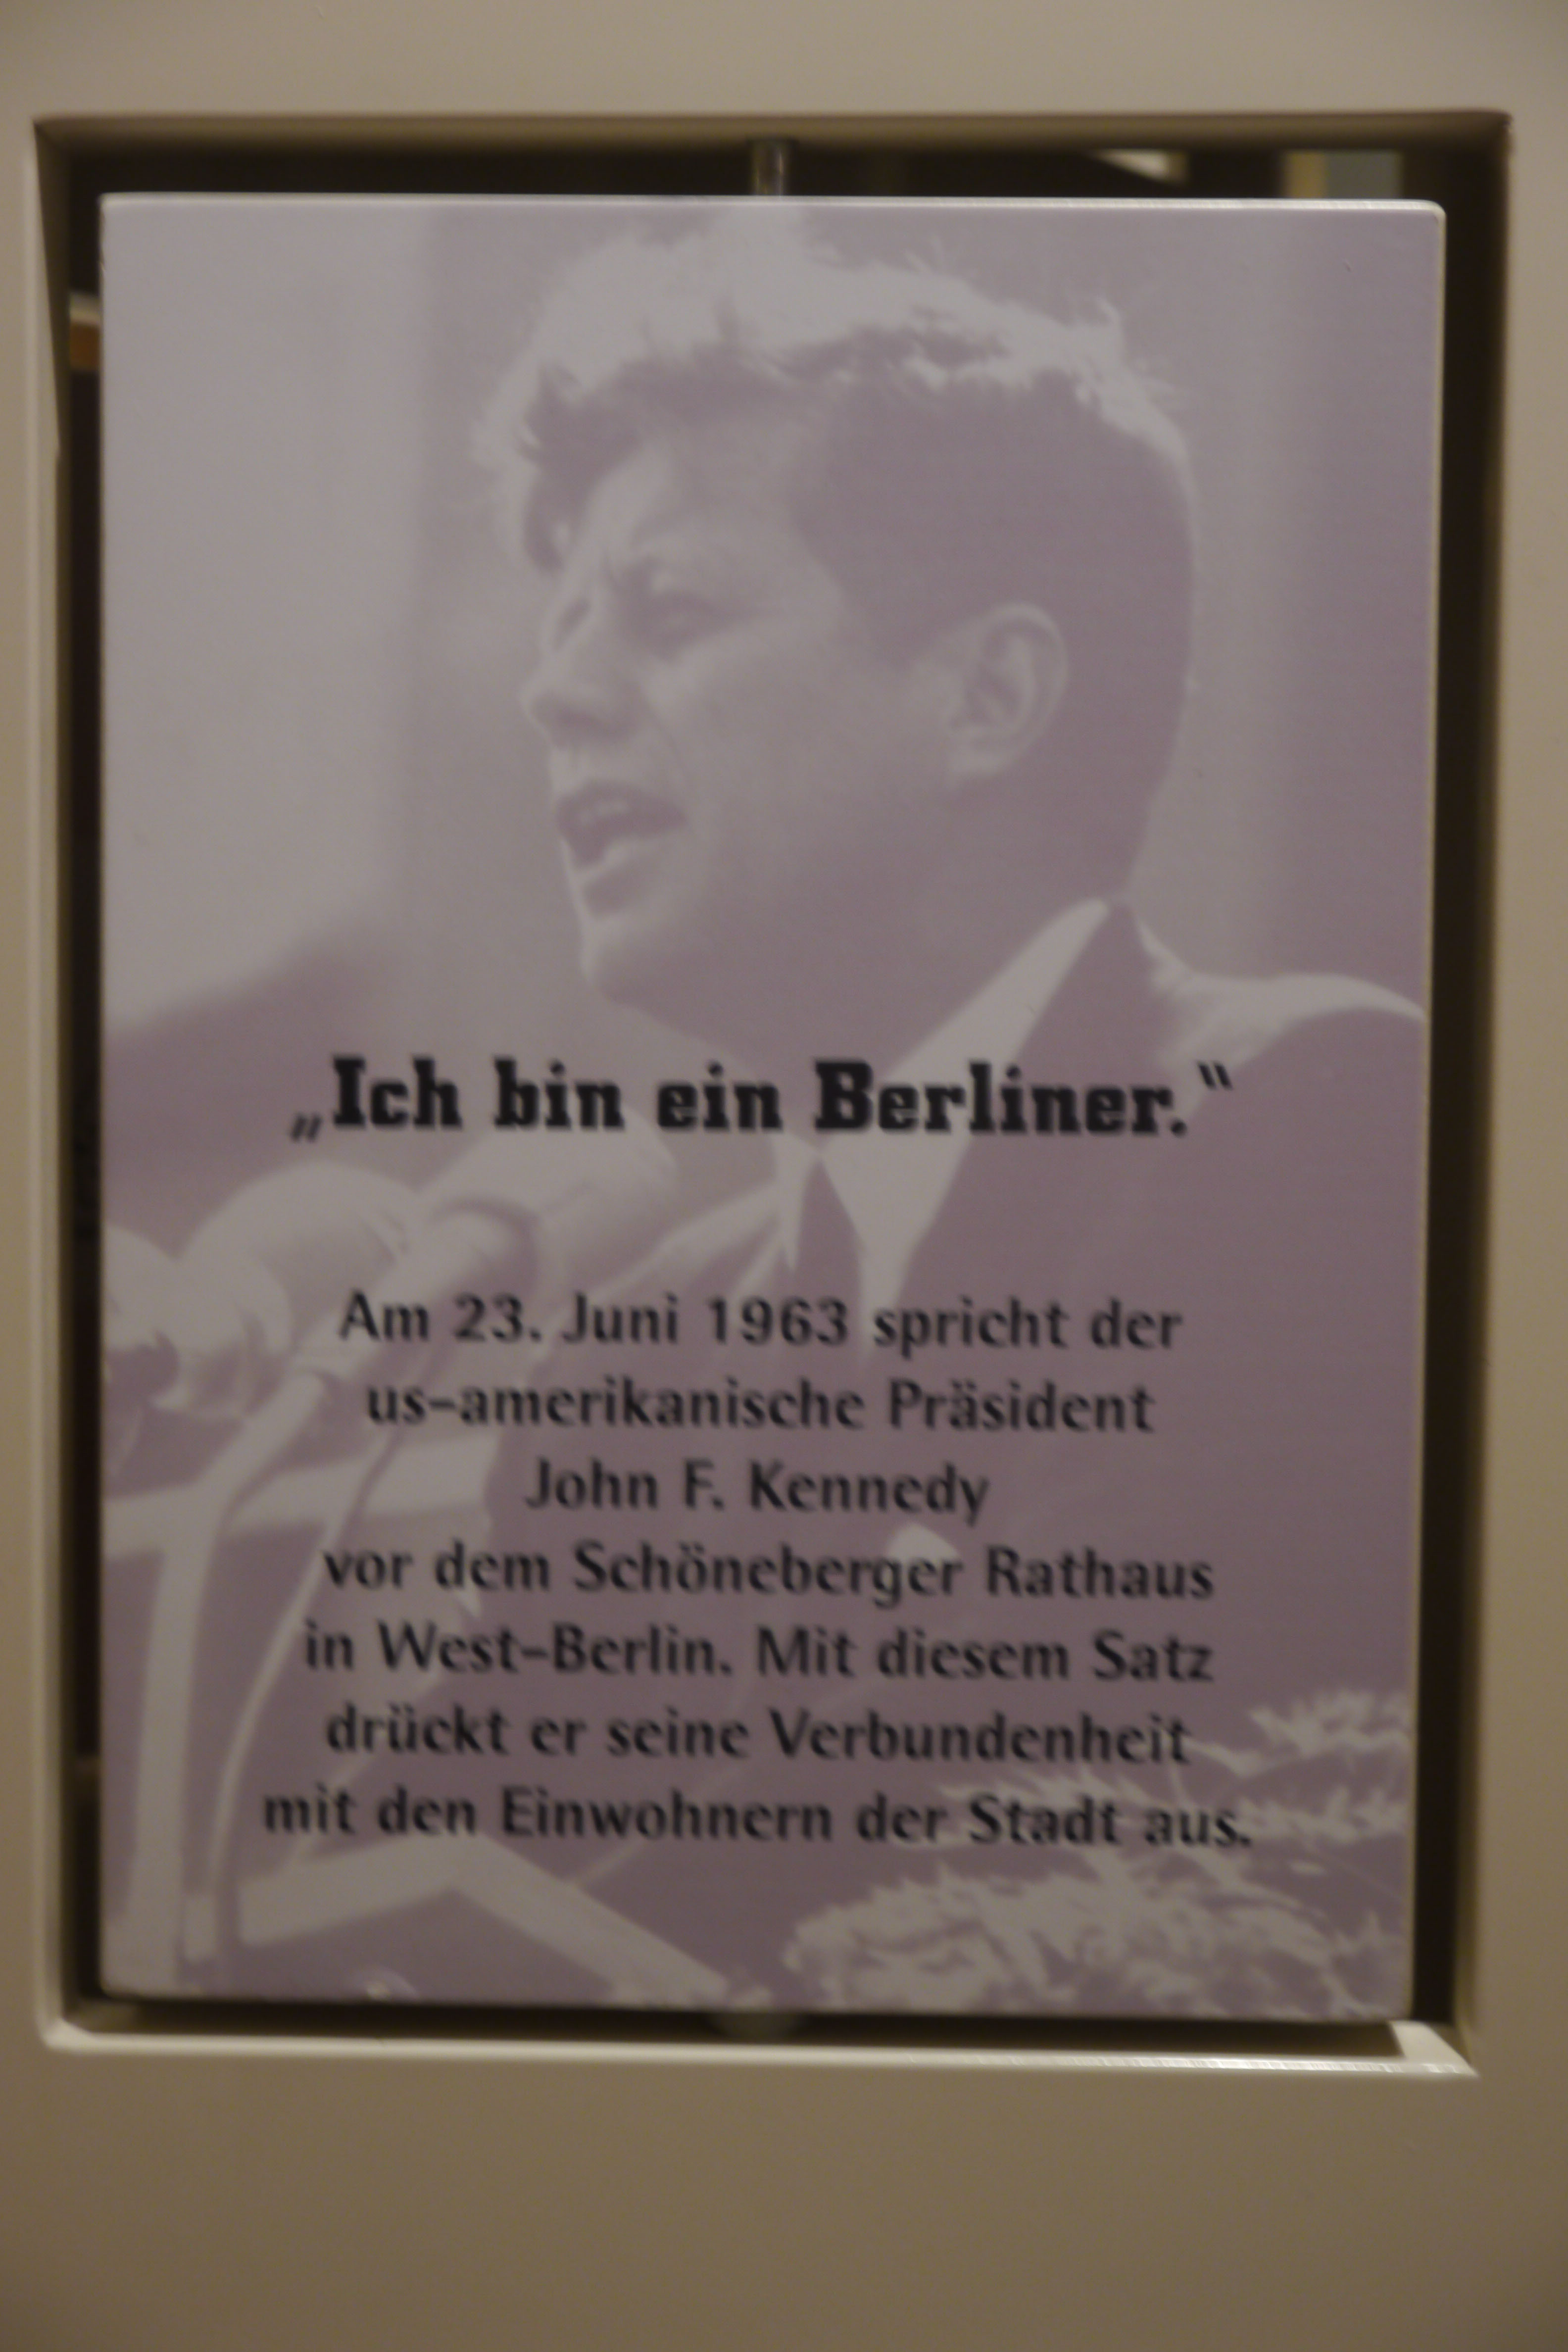 „Ich bin ein Berliner.“
Am 23. Juni 1963 spricht der
us-amerikanische Präsident
John F. Kennedy
vor dem Schöneberger Rathaus
in West-Berlin. Mit diesem Satz
drückt er seine Verbundenheit
mit den Einwohnern der Stadt aus.